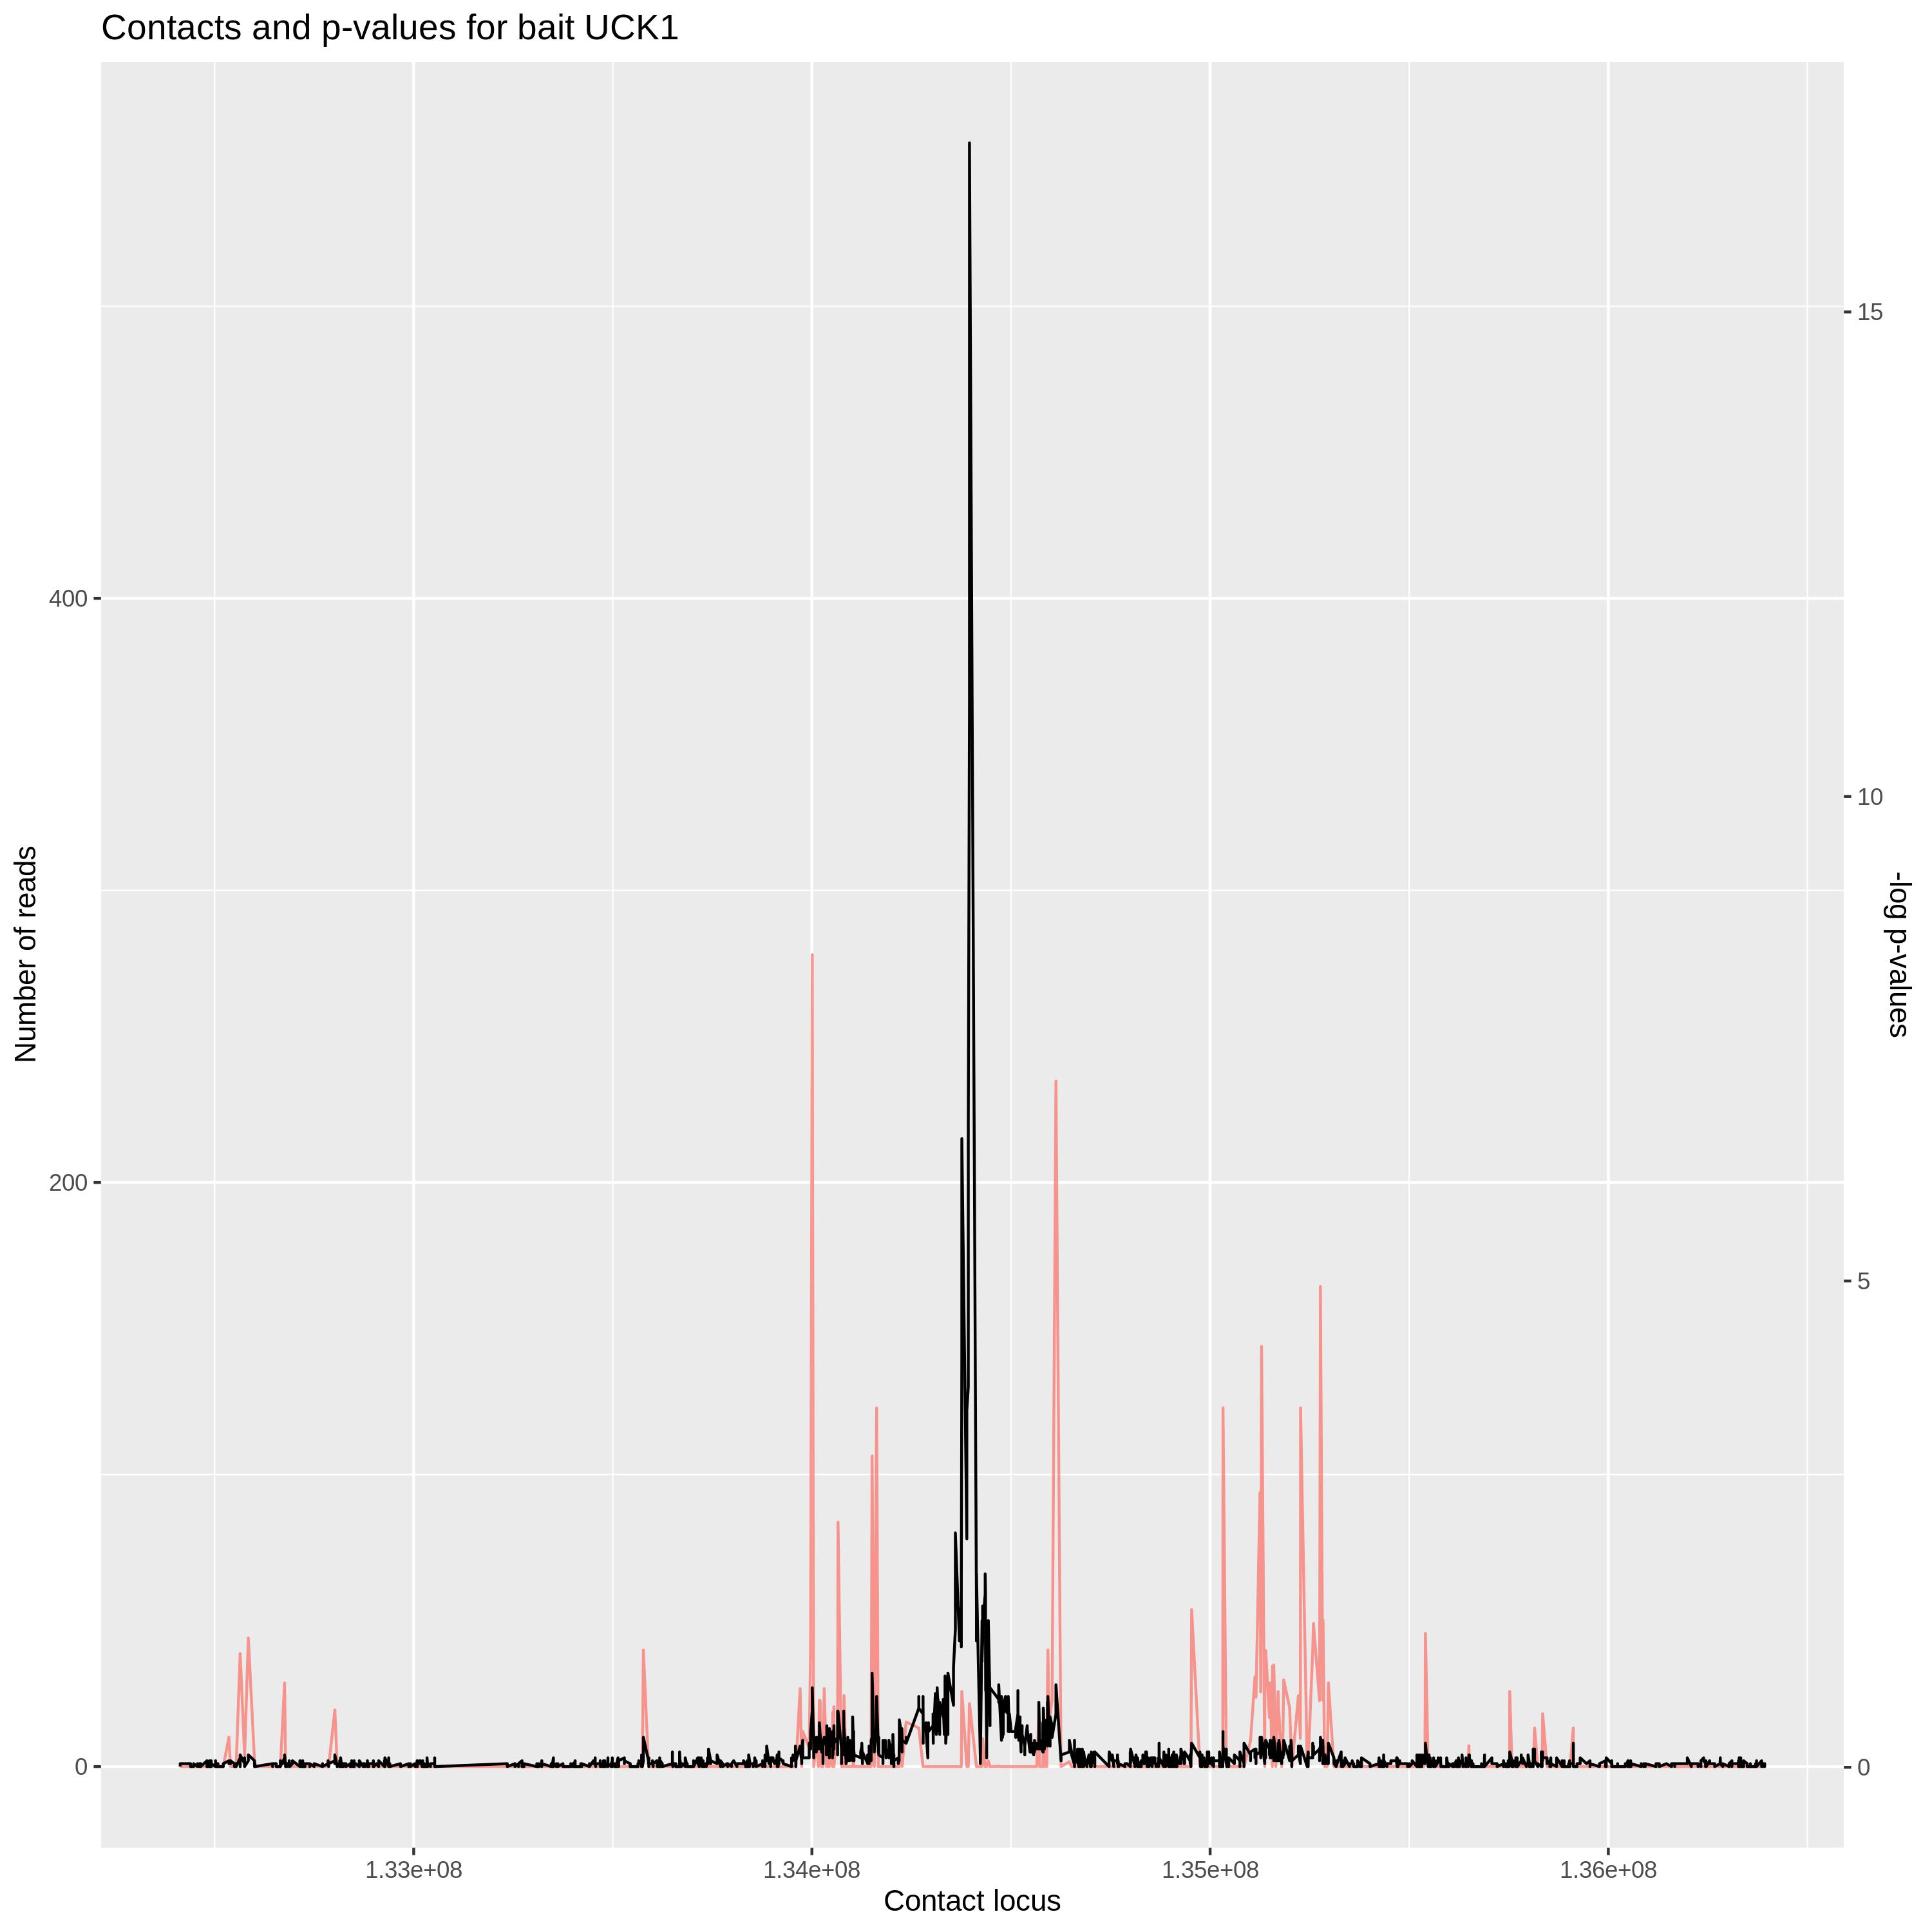 Contacts and p-values for bait UCK1
Number of reads
400
200
0
15
10
5
0
-log p-values
1.33e+08
1.34e+08
1.35e+08
1.36e+08
Contact locus